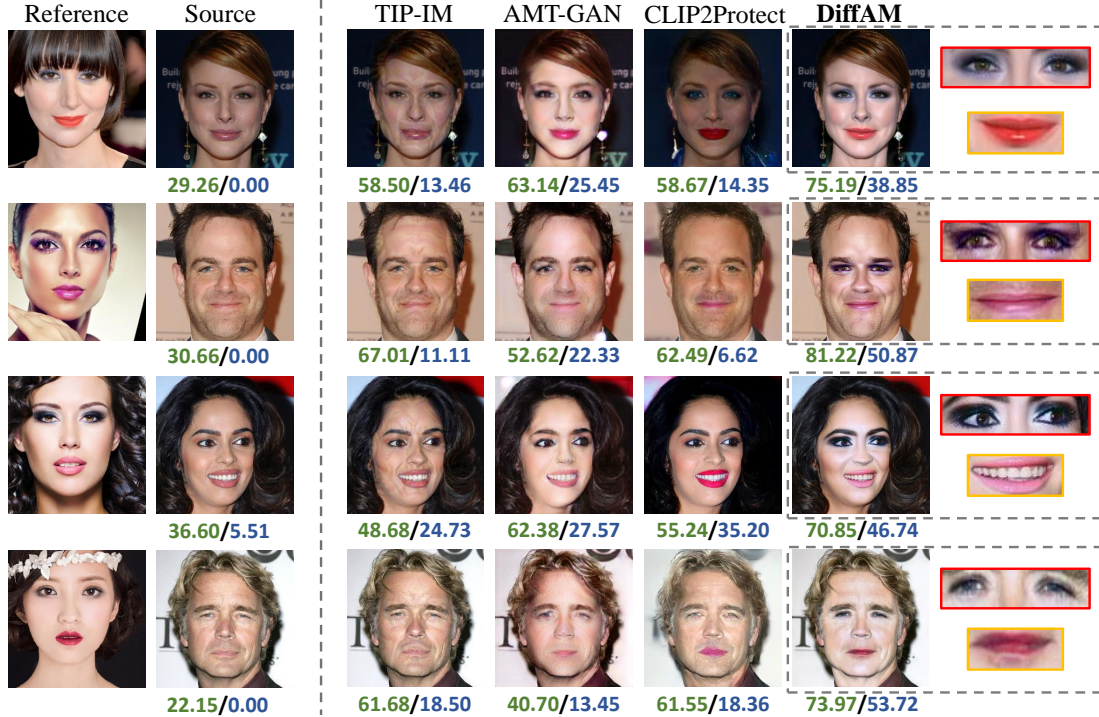 Reference Source TIP-IM AMT-GAN CLIP2Protect DiffAM
29.26/0.00 58.50/13.46 63.14/25.45 58.67/14.35 75.19/38.85
30.66/0.00 67.01/11.11 52.62/22.33 62.49/6.62 81.22/50.87
36.60/5.51 48.68/24.73 62.38/27.57 55.24/35.20 70.85/46.74
22.15/0.00 61.68/18.50 40.70/13.45 61.55/18.36 73.97/53.72